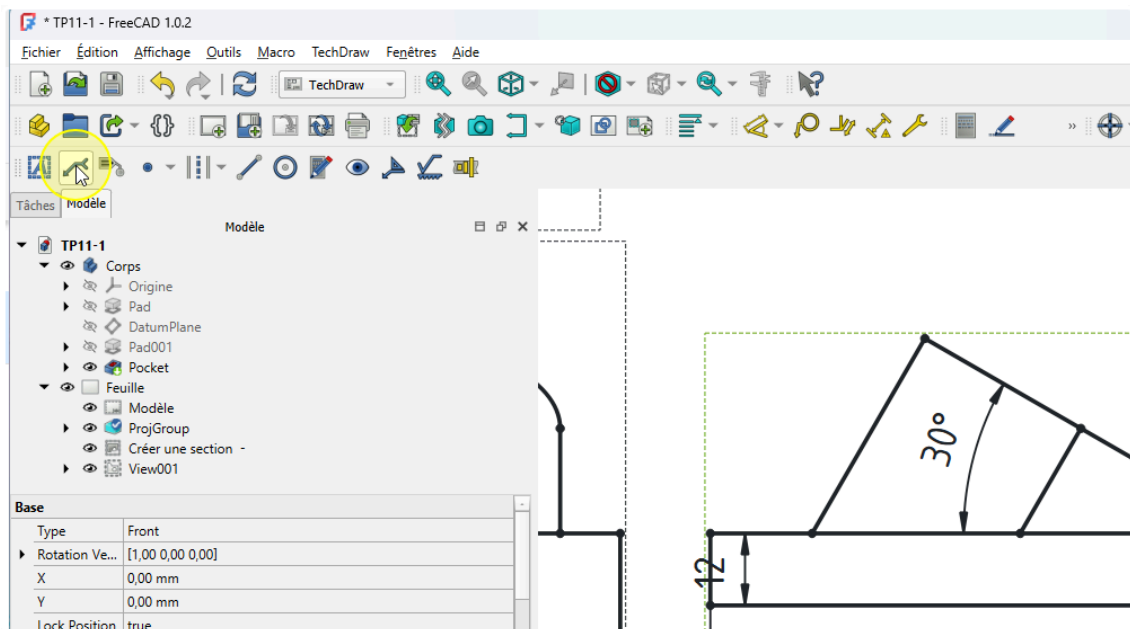 * TP11-1 - FreeCAD 1.0.2
Fichier Édition Affichage Outils Macro TechDraw Fenêtres Aide
TechDraw
»
Tâches Modèle
Modèle
TP11-1
Corps
Origine
Pad
DatumPlane
Pad001
Pocket
Feuille
Modèle
ProjGroup
Créer une section -
View001
Base
Type Front
Rotation Ve... [1,00 0,00 0,00]
X 0,00 mm
Y 0,00 mm
Lock Position true
30°
12